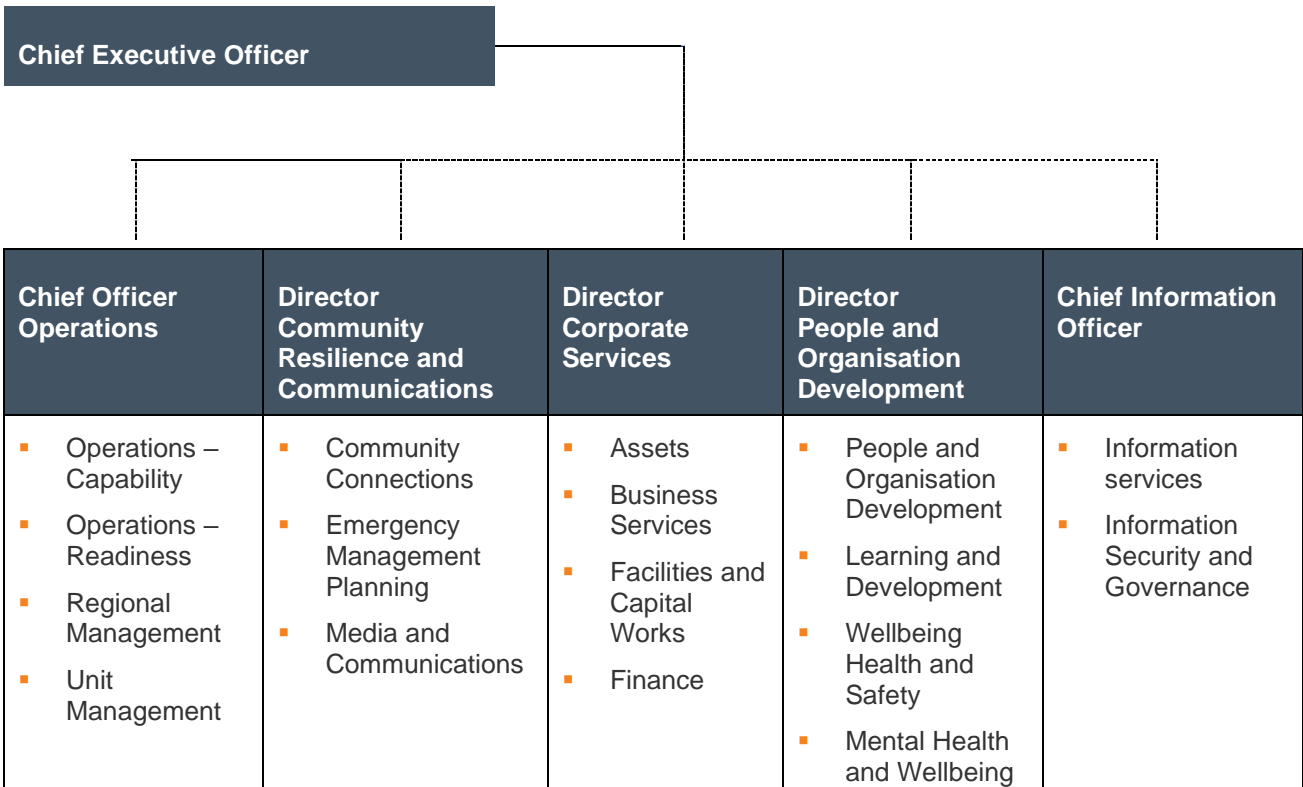 Chief Executive Officer
Chief Officer
Operations
Director
Community
Resilience and
Communications
Director
Corporate
Services
Director
People and
Organisation
Development
Chief Information
Officer
Operations –
Capability
Operations –
Readiness
Regional
Management
Unit
Management
Community
Connections
Emergency
Management
Planning
Media and
Communications
Assets
Business
Services
Facilities and
Capital
Works
Finance
People and
Organisation
Development
Learning and
Development
Wellbeing
Health and
Safety
Mental Health
and Wellbeing
Information
services
Information
Security and
Governance